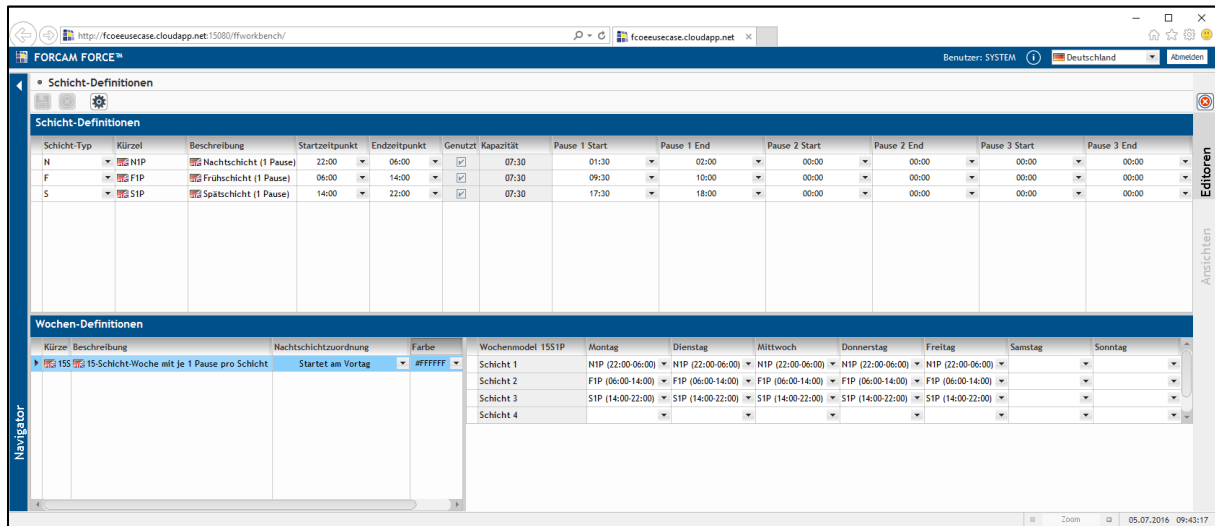 http://fcoeeusecase.cloudapp.net:15080/ffworkbench/ fcoeeusecase.cloudapp.net
FORCAM FORCE™ Benutzer: SYSTEM Deutschland Abmelden
Schicht-Definitionen
Schicht-Definitionen
Schicht-Typ Kürzel Beschreibung Startzeitpunkt Endzeitpunkt Genutzt Kapazität Pause 1 Start Pause 1 End Pause 2 Start Pause 2 End Pause 3 Start Pause 3 End
N N1P Nachtschicht (1 Pause) 22:00 06:00 07:30 01:30 02:00 00:00 00:00 00:00 00:00
F F1P Frühschicht (1 Pause) 06:00 14:00 07:30 09:30 10:00 00:00 00:00 00:00 00:00
S S1P Spätschicht (1 Pause) 14:00 22:00 07:30 17:30 18:00 00:00 00:00 00:00 00:00
Editoren
Ansichten
Wochen-Definitionen
Kürze Beschreibung Nachtschichtzuordnung Farbe Wochenmodel 15S1P Montag Dienstag Mittwoch Donnerstag Freitag Samstag Sonntag
15S 15-Schicht-Woche mit je 1 Pause pro Schicht Startet am Vortag #FFFFFF Schicht 1 N1P (22:00-06:00) N1P (22:00-06:00) N1P (22:00-06:00) N1P (22:00-06:00) N1P (22:00-06:00)
Schicht 2 F1P (06:00-14:00) F1P (06:00-14:00) F1P (06:00-14:00) F1P (06:00-14:00) F1P (06:00-14:00)
Schicht 3 S1P (14:00-22:00) S1P (14:00-22:00) S1P (14:00-22:00) S1P (14:00-22:00) S1P (14:00-22:00)
Schicht 4
Navigator
Zoom 05.07.2016 09:43:17